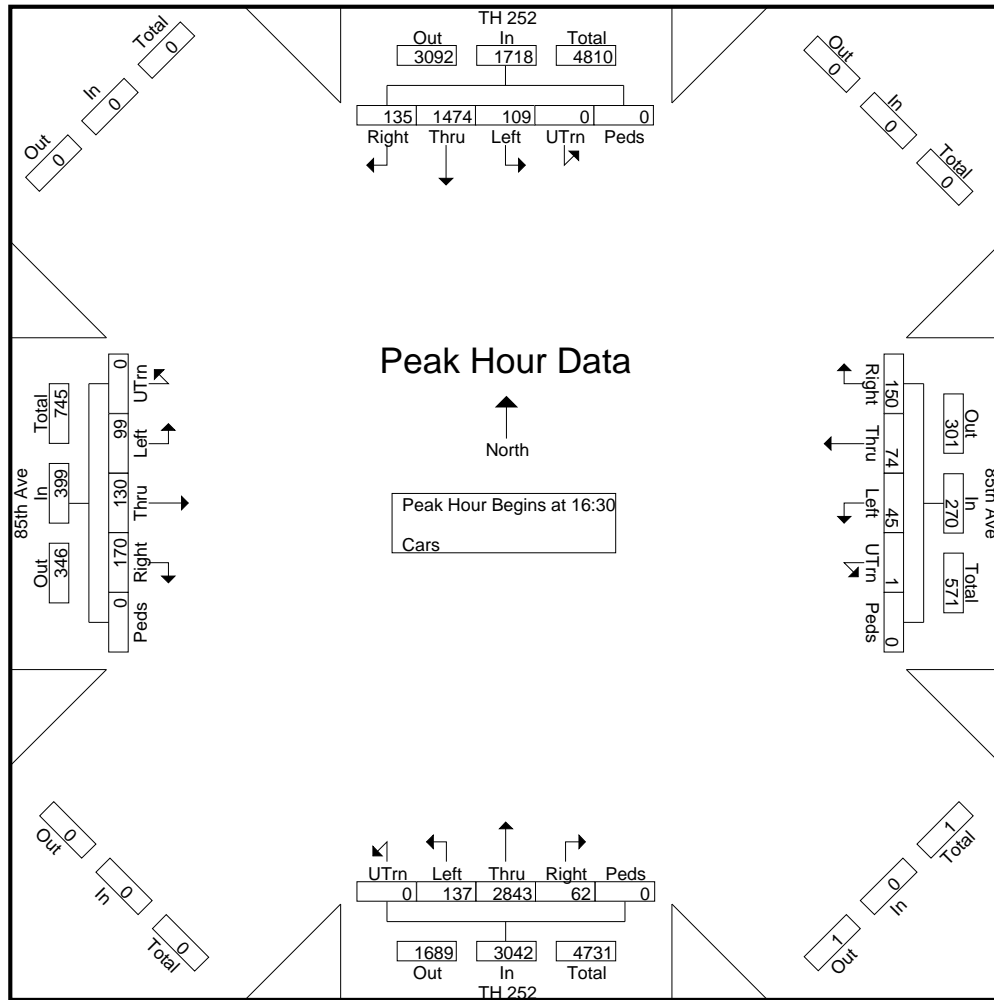 TH 252
Out In Total
3092 1718 4810
135 1474 109 0 0
Right Thru Left UTrn Peds
Total
0
In
0
Out
0
Out
0
In
0
Total
0
Peak Hour Data
North
Peak Hour Begins at 16:30
Cars
85th Ave
Total In Out
745 399 346
0 99 130 170 0
UTrn Left Thru Right Peds
Right Thru Left UTrn Peds
150 74 45 1 0
Out In Total
301 270 571
85th Ave
Out
0
In
0
Total
0
Total
1
In
0
Out
1
UTrn Left Thru Right Peds
0 137 2843 62 0
1689 3042 4731
Out In Total
TH 252